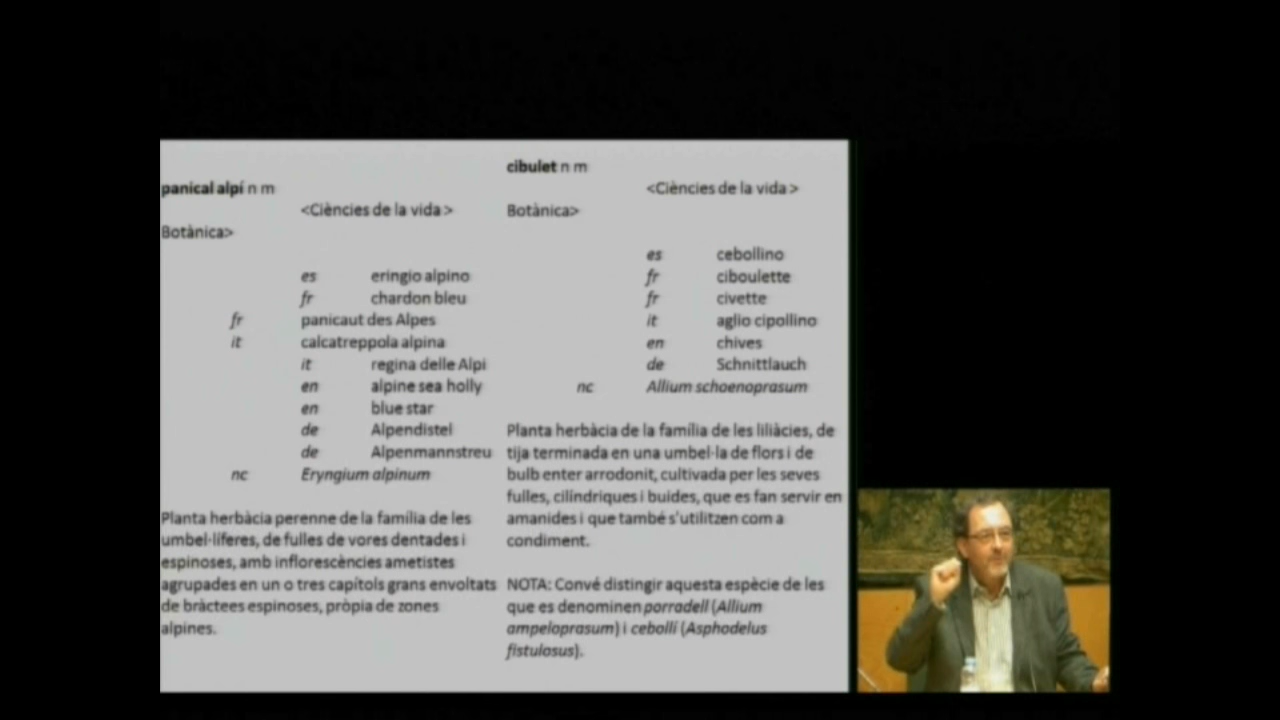 panical alpí n m
<Ciències de la vida >
Botànica>
es eringio alpino
fr chardon bleu
fr panicaut des Alpes
it calcatreppola alpina
it regina delle Alpi
en alpine sea holly
en blue star
de Alpendistel
de Alpenmannstreu
nc Eryngium alpinum
Planta herbàcia perenne de la família de les
umbel·líferes, de fulles de vores dentades i
espinoses, amb inflorescències ametistes
agrupades en un o tres capítols grans envoltats
de bràctees espinoses, pròpia de zones
alpines.
cibulet n m
<Ciències de la vida >
Botànica>
es cebollino
fr ciboulette
fr civette
it aglio cipollino
en chives
de Schnittlauch
nc Allium schoenoprasum
Planta herbàcia de la família de les liliàcies, de
tija terminada en una umbel·la de flors i de
bulb enter arrodonit, cultivada per les seves
fulles, cilíndriques i buides, que es fan servir en
amanides i que també s'utilitzen com a
condiment.
NOTA: Convé distingir aquesta espècie de les
que es denominen porradell (Allium
ampeloprasum) i cebollí (Asphodelus
fistulosus).